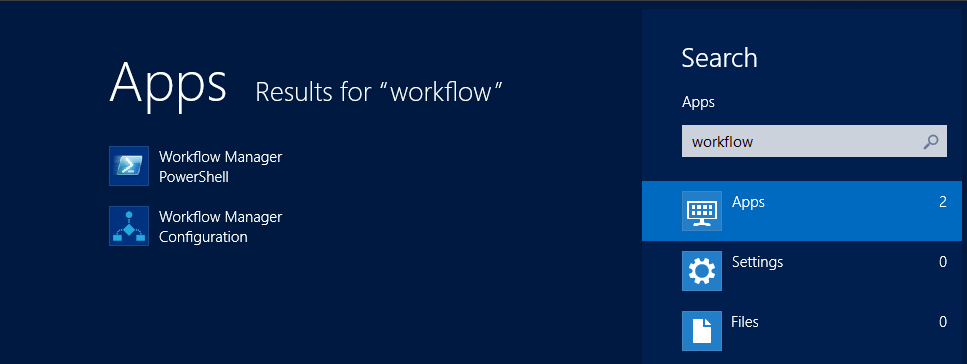 Apps Results for “workflow”
Workflow Manager
PowerShell
Workflow Manager
Configuration
Search
Apps
workflow
Apps 2
Settings 0
Files 0